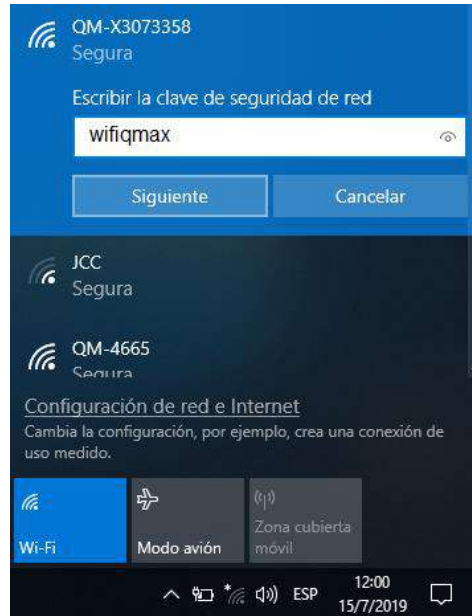 QM-X3073358
Segura
Escribir la clave de seguridad de red
wifiqmax
Siguiente
Cancelar
JCC
Segura
QM-4665
Segura
Configuración de red e Internet
Cambia la configuración, por ejemplo, crea una conexión de
uso medido.
Wi-Fi
Modo avión
Zona cubierta
móvil
ESP
12:00
15/7/2019